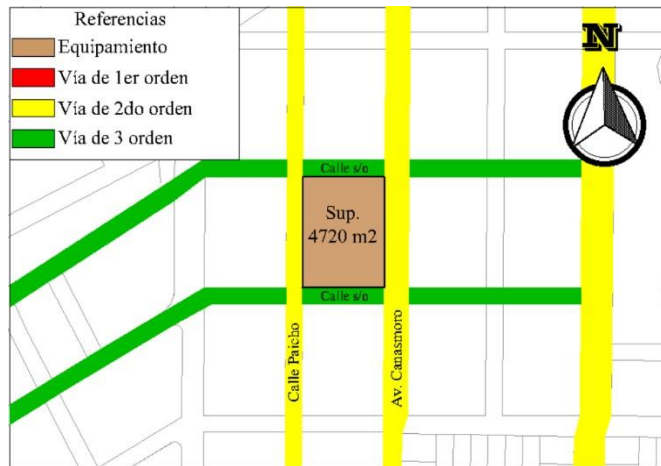 Referencias
Equipamiento
Vía de 1er orden
Vía de 2do orden
Vía de 3 orden
N
Calle s/n
Sup.
4720 m2
Calle s/n
Calle Paicho
Av. Canasmoro